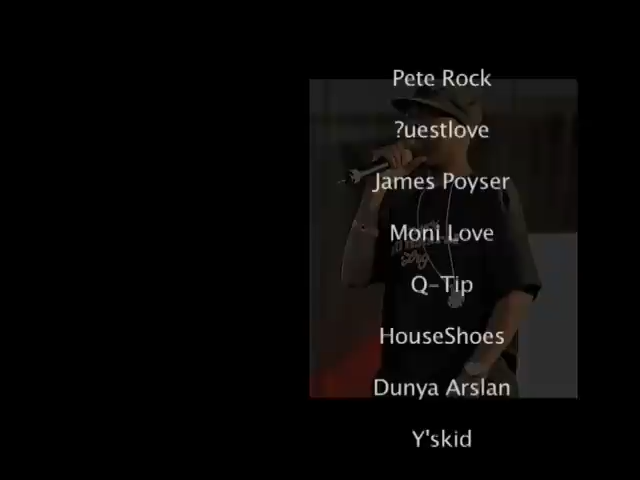 Pete Rock
?uestlove
James Poyser
Moni Love
Q-Tip
HouseShoes
Dunya Arslan
Y'skid